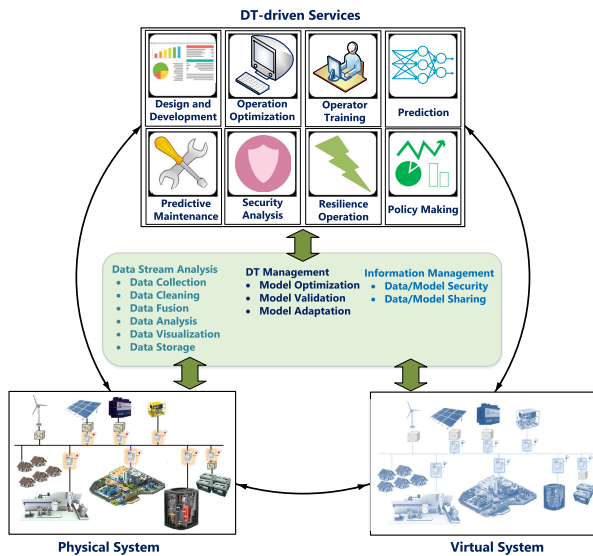 DT-driven Services
Design and
Development
Operation
Optimization
Operator
Training
Prediction
Predictive
Maintenance
Security
Analysis
Resilience
Operation
Policy Making
Data Stream Analysis
• Data Collection
• Data Cleaning
• Data Fusion
• Data Analysis
• Data Visualization
• Data Storage
DT Management
• Model Optimization
• Model Validation
• Model Adaptation
Information Management
• Data/Model Security
• Data/Model Sharing
Physical System
Virtual System